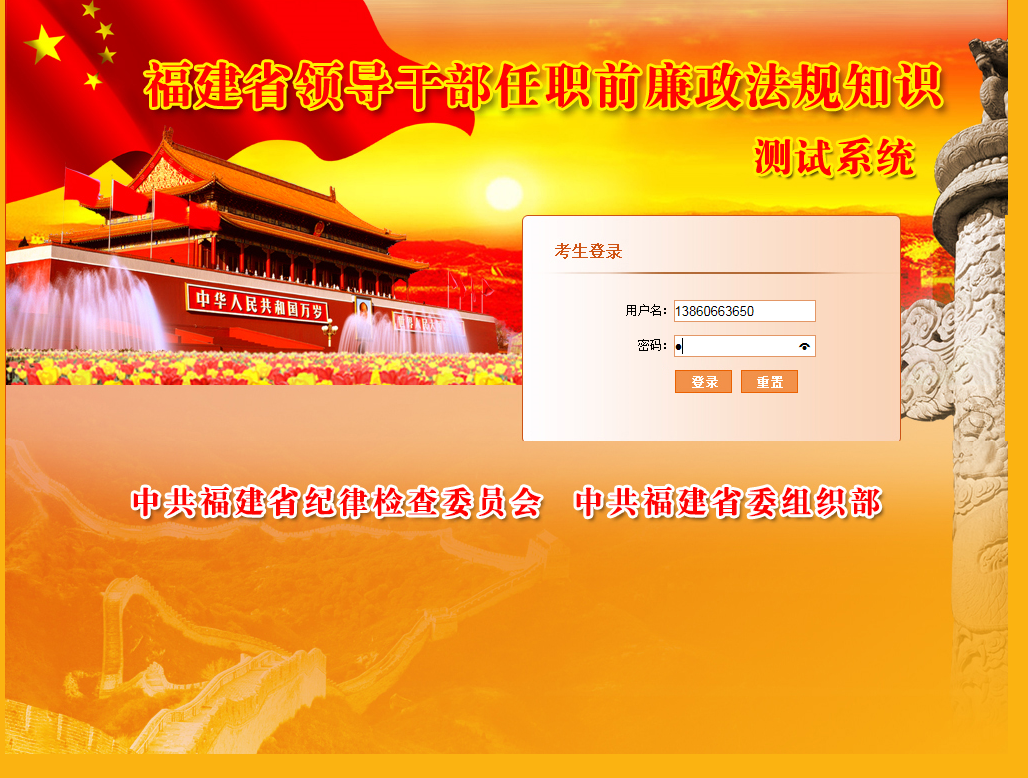 福建省领导干部任职前廉政法规知识
测试系统
中华人民共和国万岁
考生登录
用户名：13860663650
密码：●
登录 重置
中共福建省纪律检查委员会 中共福建省委组织部